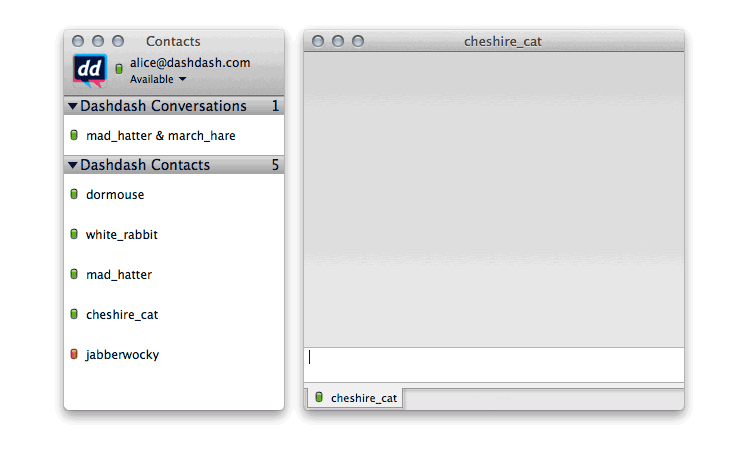 Contacts
dd
alice@dashdash.com
Available
Dashdash Conversations 1
mad_hatter & march_hare
Dashdash Contacts 5
dormouse
white_rabbit
mad_hatter
cheshire_cat
jabberwocky
cheshire_cat
cheshire_cat